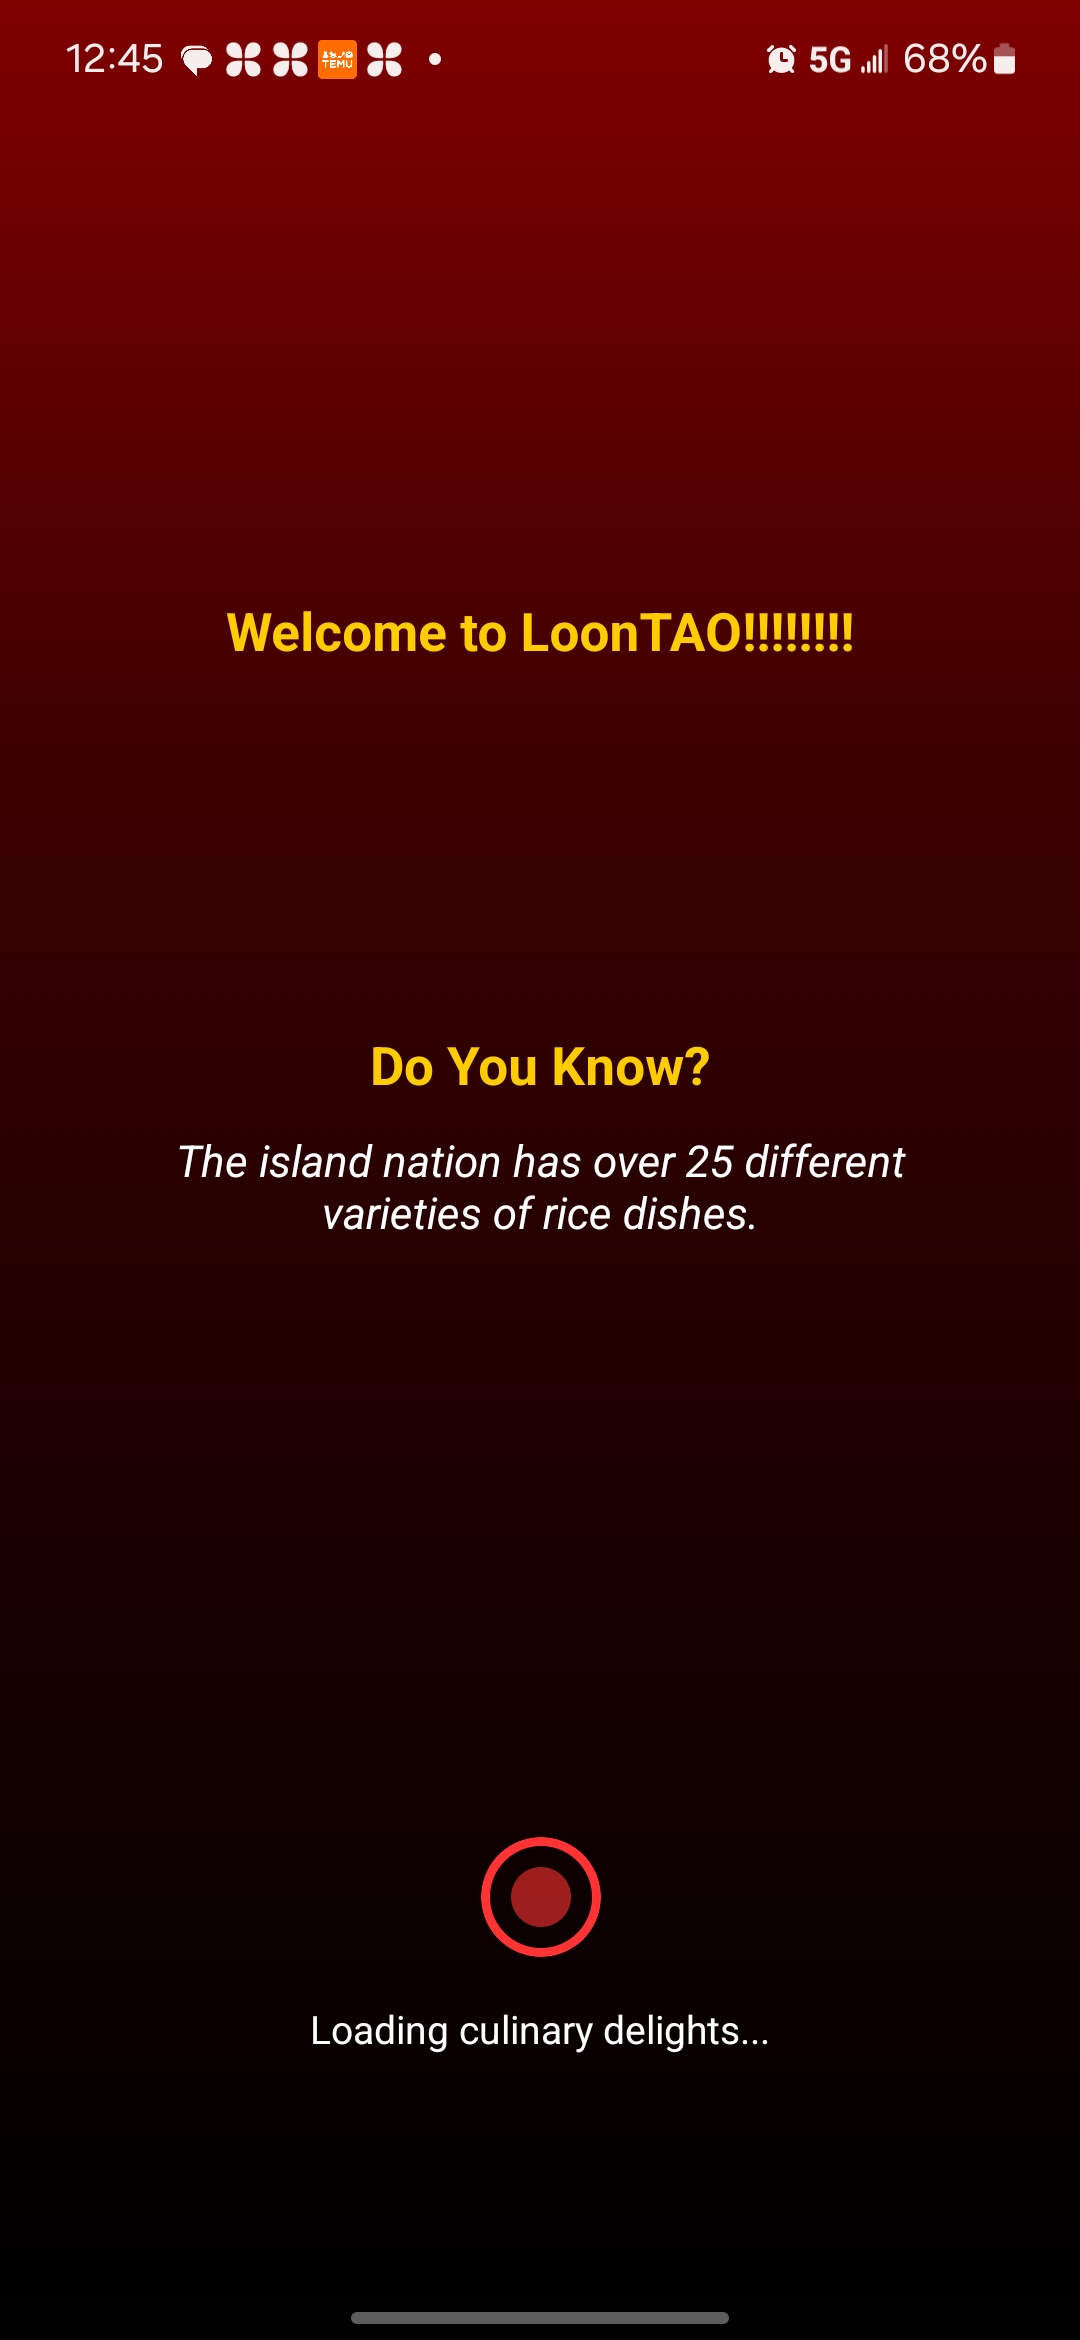 12:45
TEMU
5G
68%
Welcome to LoonTAO!!!!!!!!
Do You Know?
The island nation has over 25 different
varieties of rice dishes.
Loading culinary delights...